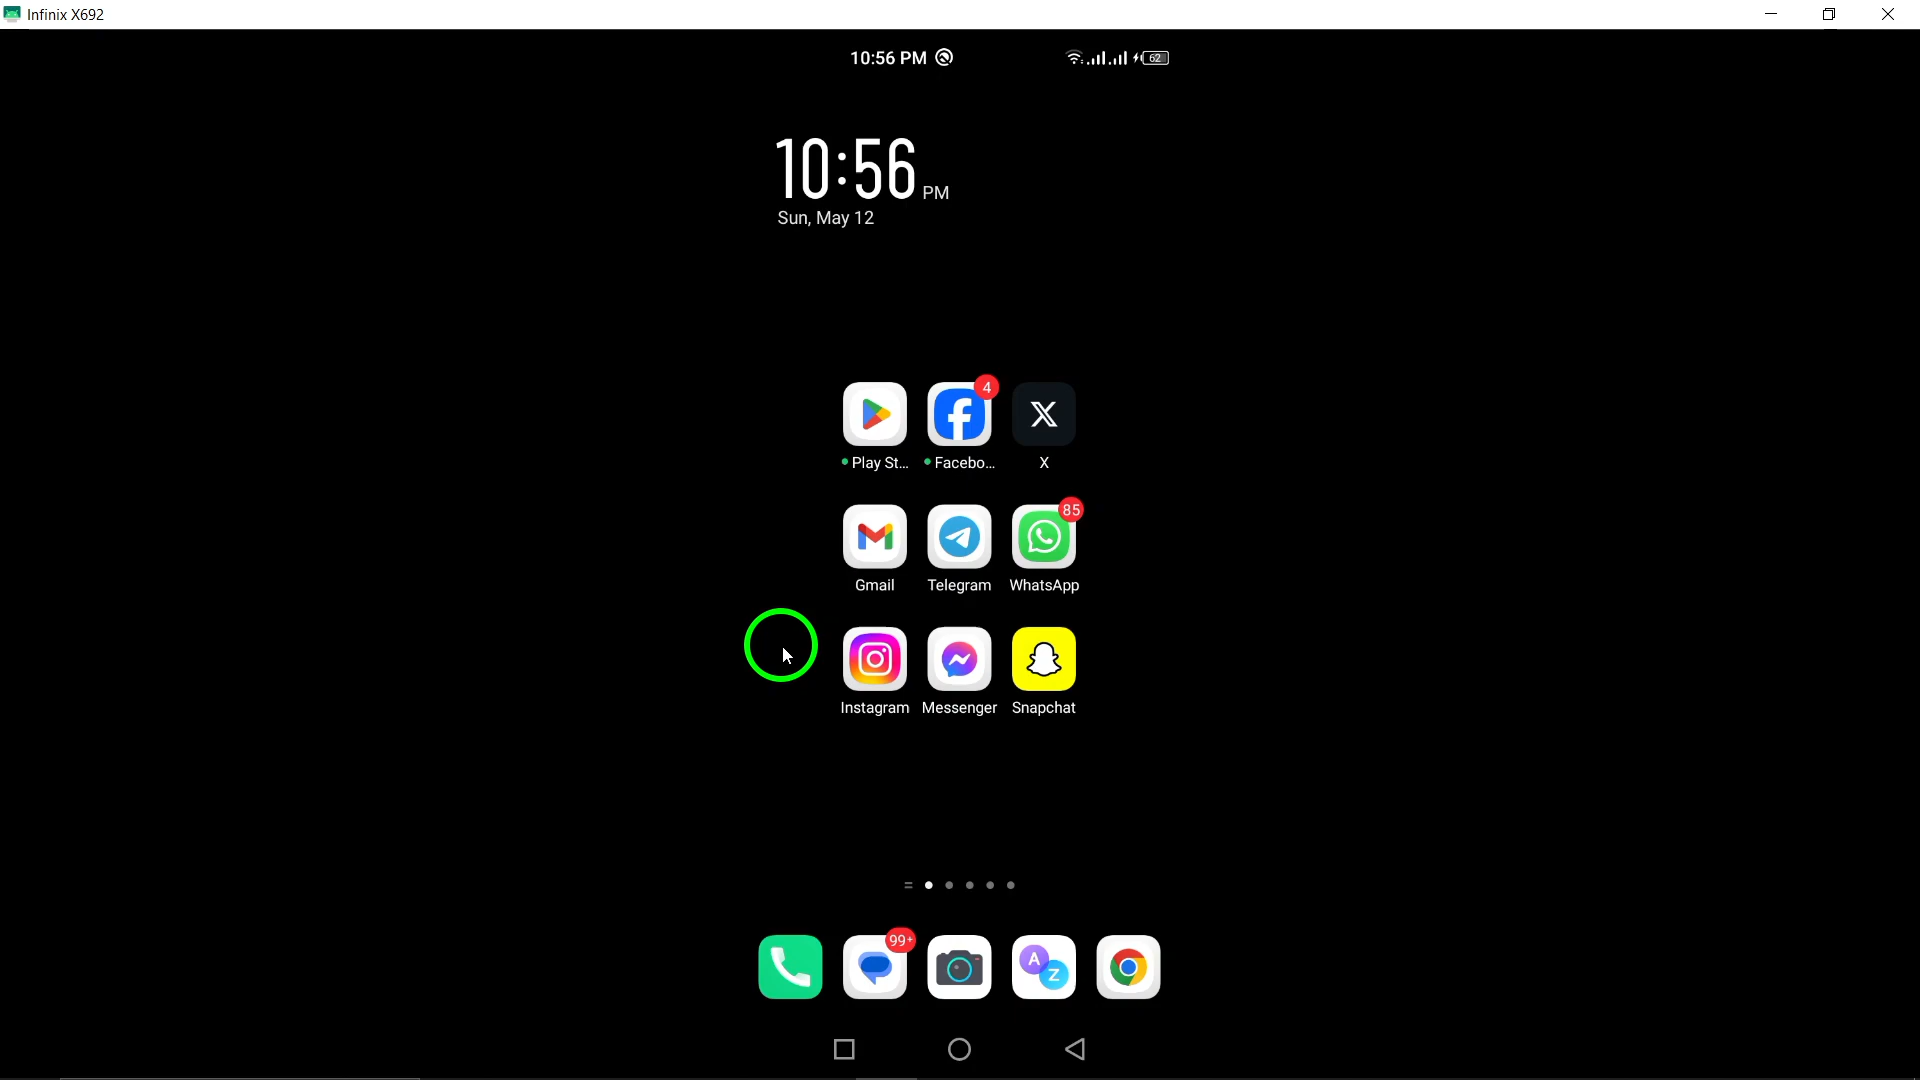 Infinix X692
10:56 PM
62
10:56 PM
Sun, May 12
4
Play St...
Facebo...
X
85
Gmail
Telegram
WhatsApp
Instagram
Messenger
Snapchat
99+
A
Z